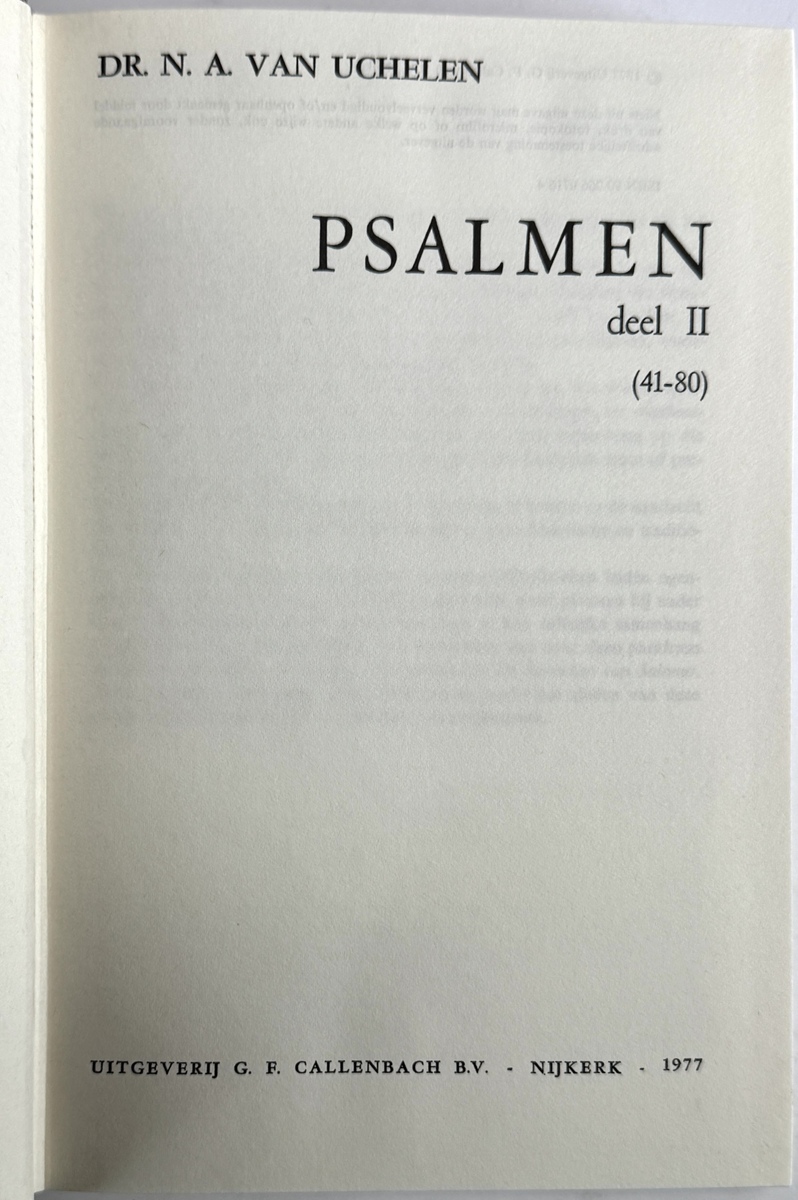 DR. N. A. VAN UCHELEN
PSALMEN
deel II
(41-80)
UITGEVERIJ G. F. CALLENBACH B.V. - NIJKERK - 1977